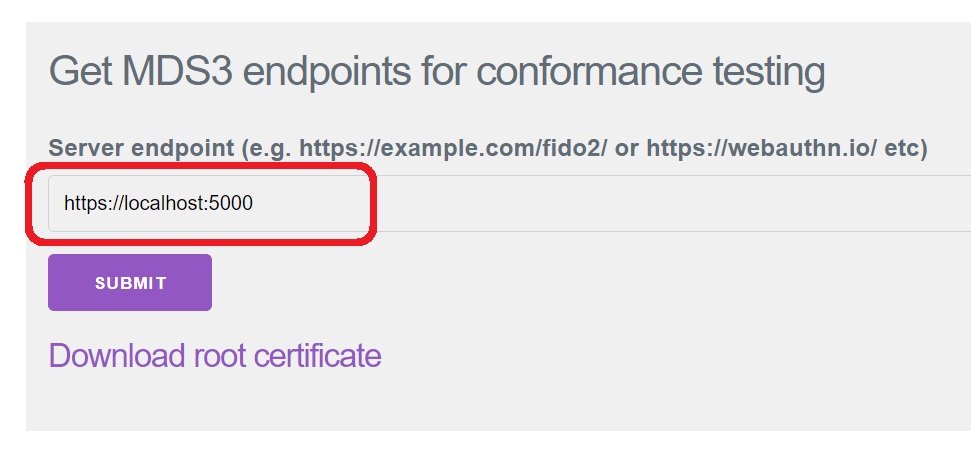 Get MDS3 endpoints for conformance testing
Server endpoint (e.g. https://example.com/fido2/ or https://webauthn.io/ etc)
https://localhost:5000
SUBMIT
Download root certificate